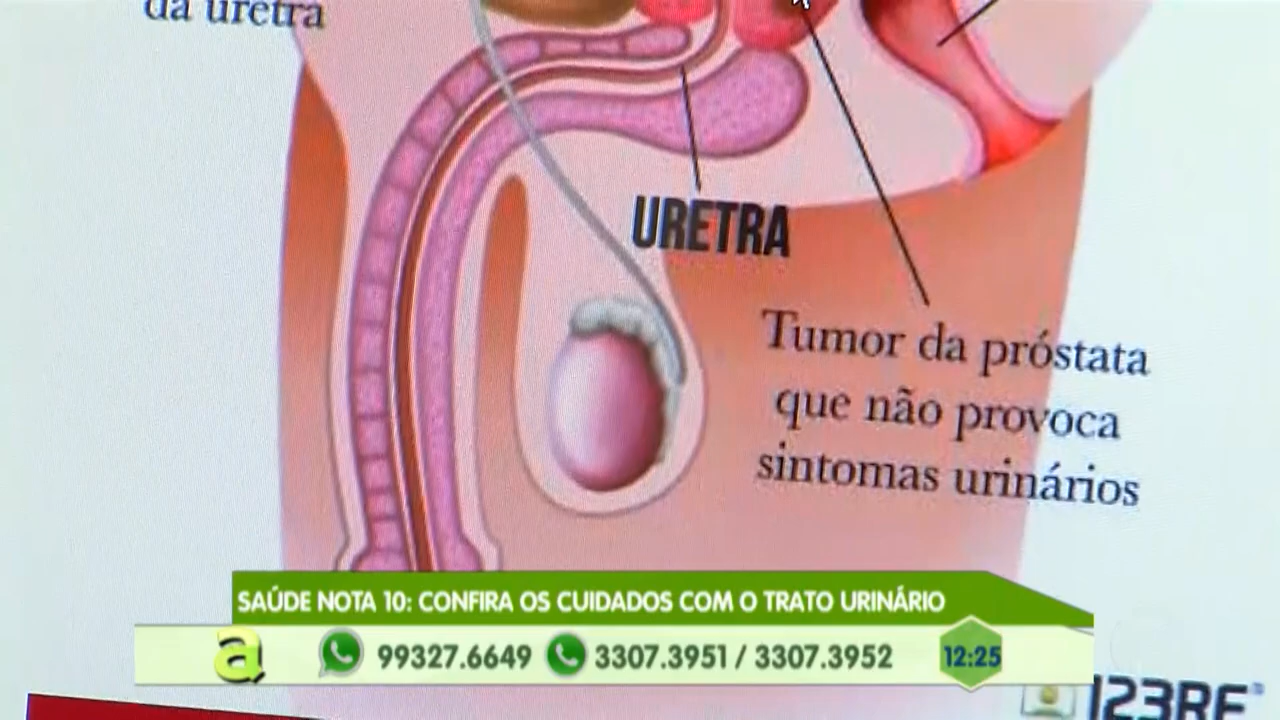 da uretra
URETRA
Tumor da próstata
que não provoca
sintomas urinários
SAÚDE NOTA 10: CONFIRA OS CUIDADOS COM O TRATO URINÁRIO
a 99327.6649 3307.3951 / 3307.3952 12:25
123RF